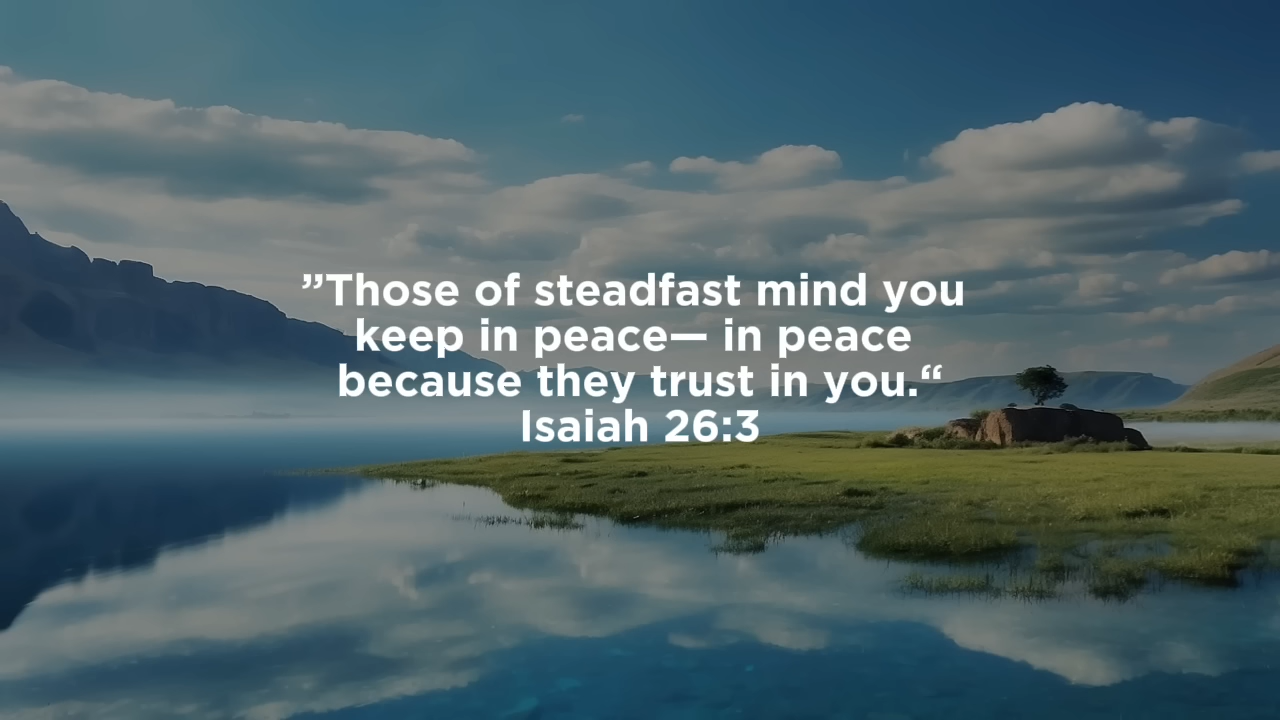 ”Those of steadfast mind you
keep in peace— in peace
because they trust in you.“
Isaiah 26:3